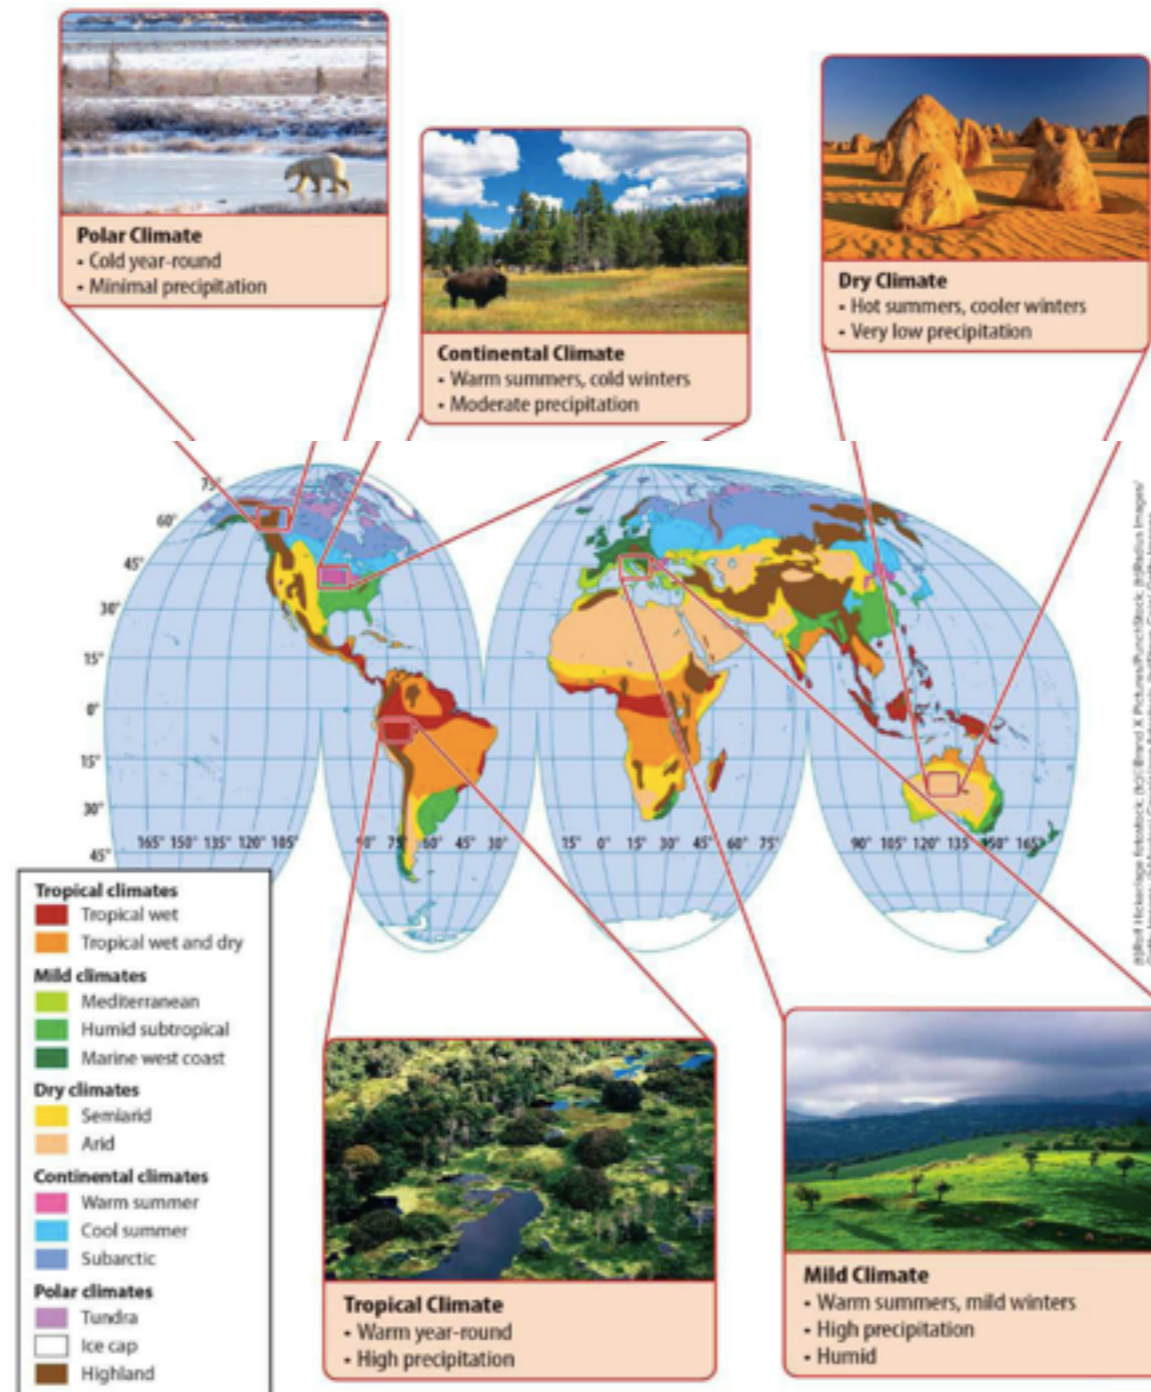 Polar Climate
• Cold year-round
• Minimal precipitation
Continental Climate
• Warm summers, cold winters
• Moderate precipitation
Dry Climate
• Hot summers, cooler winters
• Very low precipitation
75°
60°
45°
30°
15°
0°
15°
30°
45°
165° 150° 135° 120° 105° 90° 75° 60° 45° 30° 15° 0° 15° 30° 45° 60° 75° 90° 105° 120° 135° 150° 165°
Tropical climates
Tropical wet
Tropical wet and dry
Mild climates
Mediterranean
Humid subtropical
Marine west coast
Dry climates
Semiarid
Arid
Continental climates
Warm summer
Cool summer
Subarctic
Polar climates
Tundra
Ice cap
Highland
Tropical Climate
• Warm year-round
• High precipitation
Mild Climate
• Warm summers, mild winters
• High precipitation
• Humid